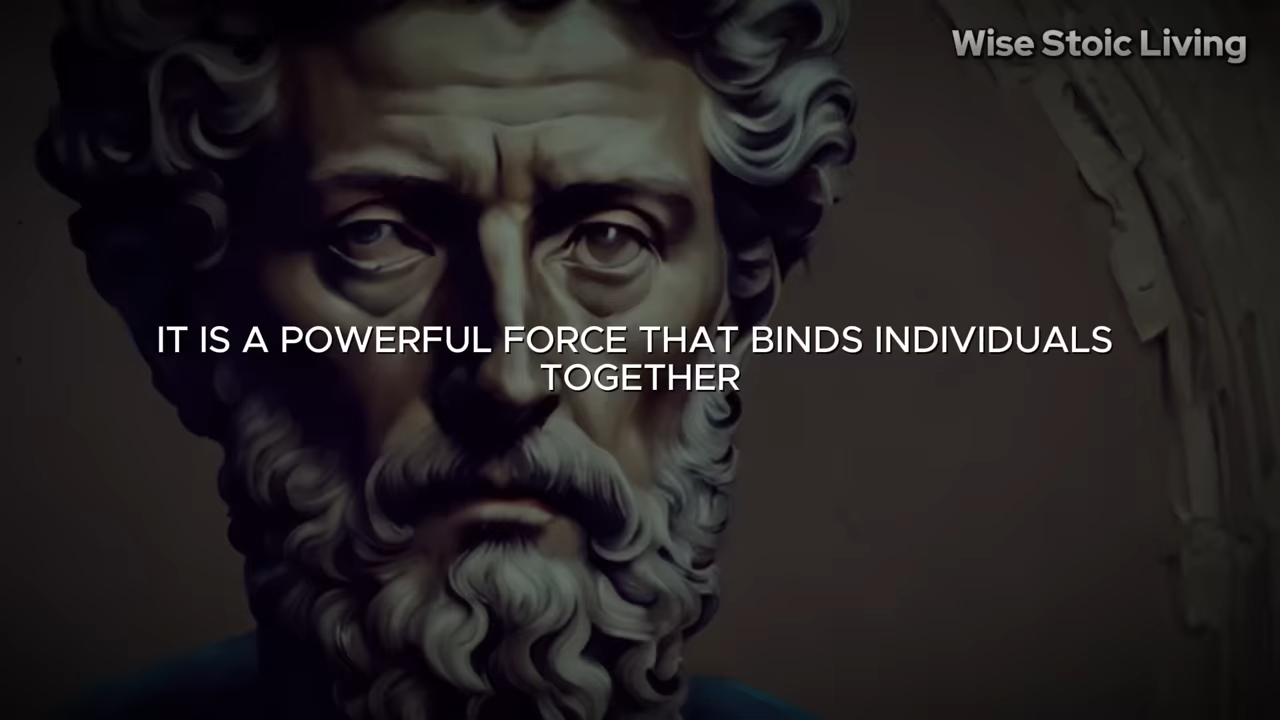 Wise Stoic Living
IT IS A POWERFUL FORCE THAT BINDS INDIVIDUALS
TOGETHER